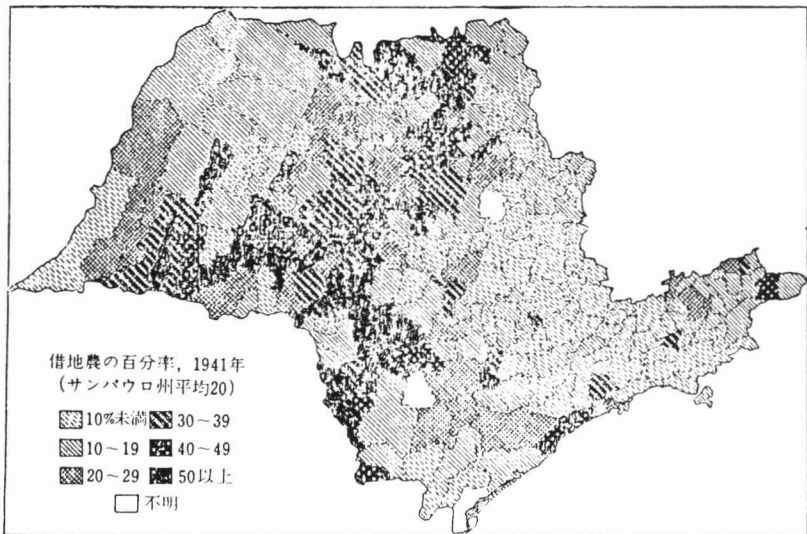 借地農の百分率，1941年
(サンパウロ州平均20)
10%未満 30～39
10～19 40～49
20～29 50以上
不明